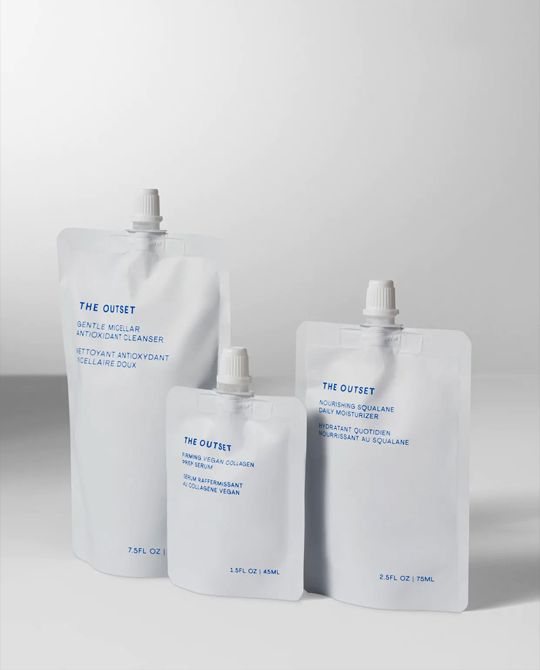 THE OUTSET
GENTLE MICELLAR
ANTIOXIDANT CLEANSER
NETTOYANT ANTIOXYDANT
MICELLAIRE DOUX
7.5FL OZ |
THE OUTSET
FIRMING VEGAN COLLAGEN
PREP SERUM
SÉRUM RAFFERMISSANT
AU COLLAGÈNE VÉGAN
1.5FL OZ | 45ML
THE OUTSET
NOURISHING SQUALANE
DAILY MOISTURIZER
HYDRATANT QUOTIDIEN
NOURRISSANT AU SQUALANE
2.5FL OZ | 75ML